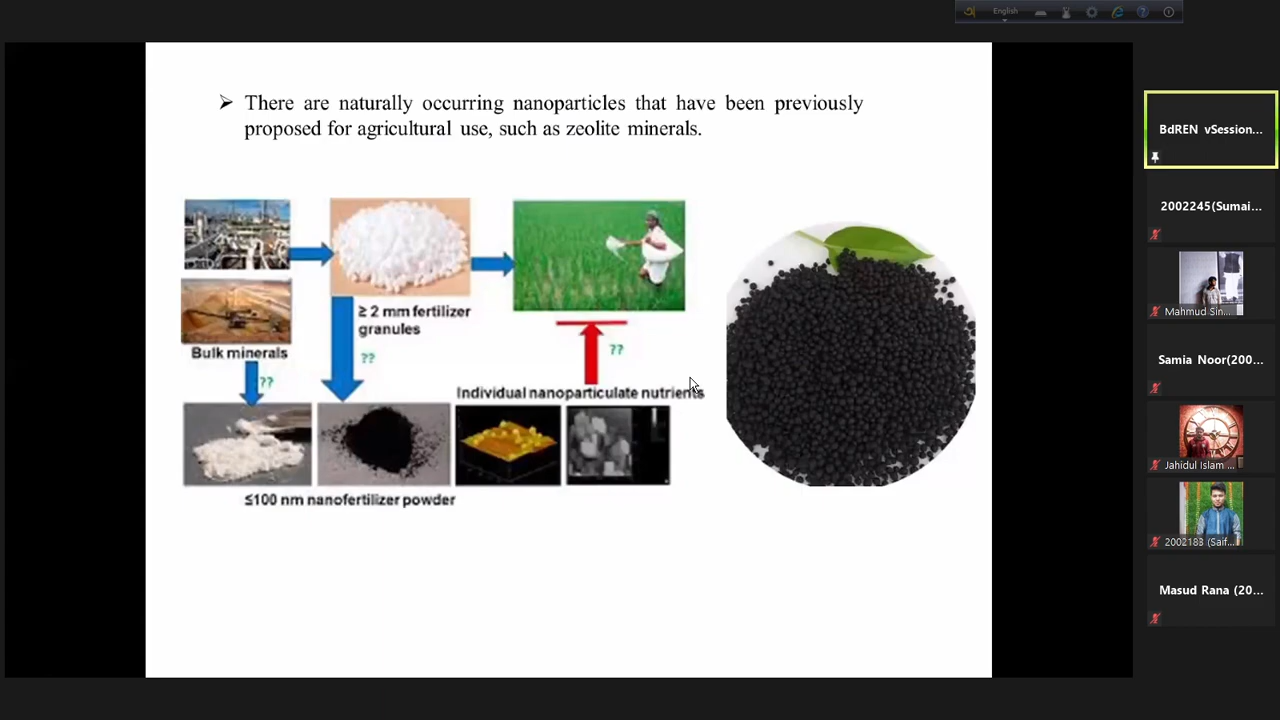 English
There are naturally occurring nanoparticles that have been previously
proposed for agricultural use, such as zeolite minerals.
≥ 2 mm fertilizer
granules
Bulk minerals
??
??
??
Individual nanoparticulate nutrients
≤100 nm nanofertilizer powder
BdREN vSession...
2002245(Sumai...
Mahmud Sin...
Samia Noor(200...
Jahidul Islam ...
2002183 (Saif...
Masud Rana (20...